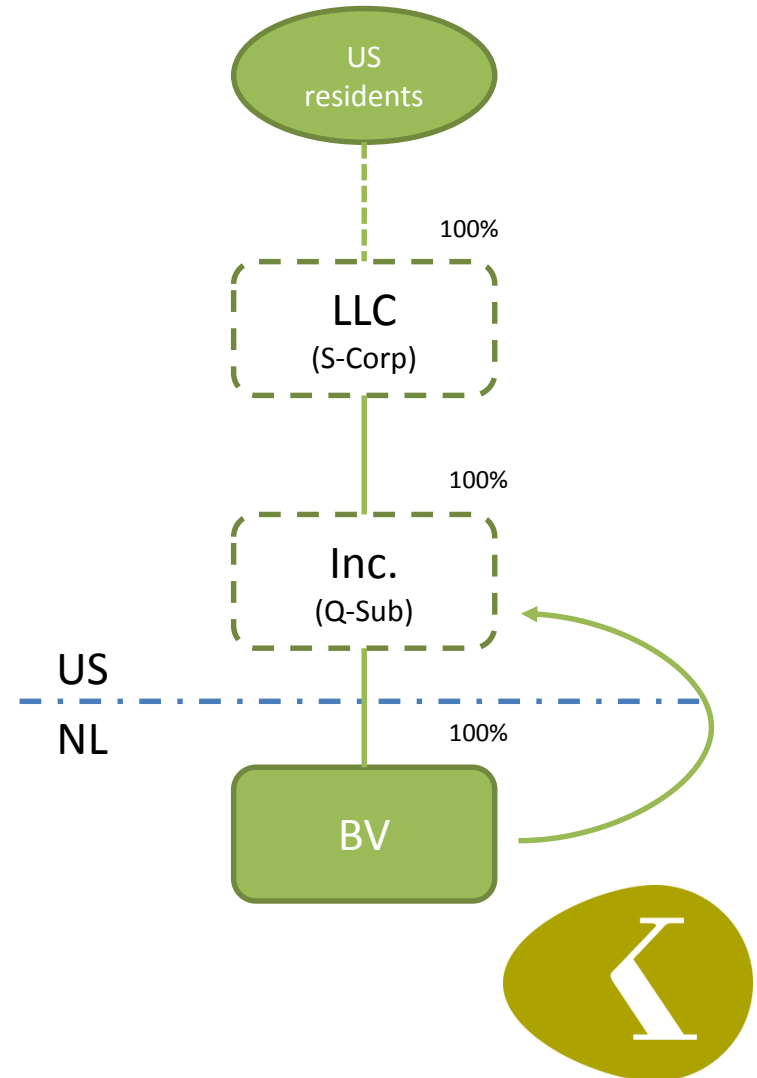 US
residents
100%
LLC
(S-Corp)
100%
Inc.
(Q-Sub)
US
NL
100%
BV